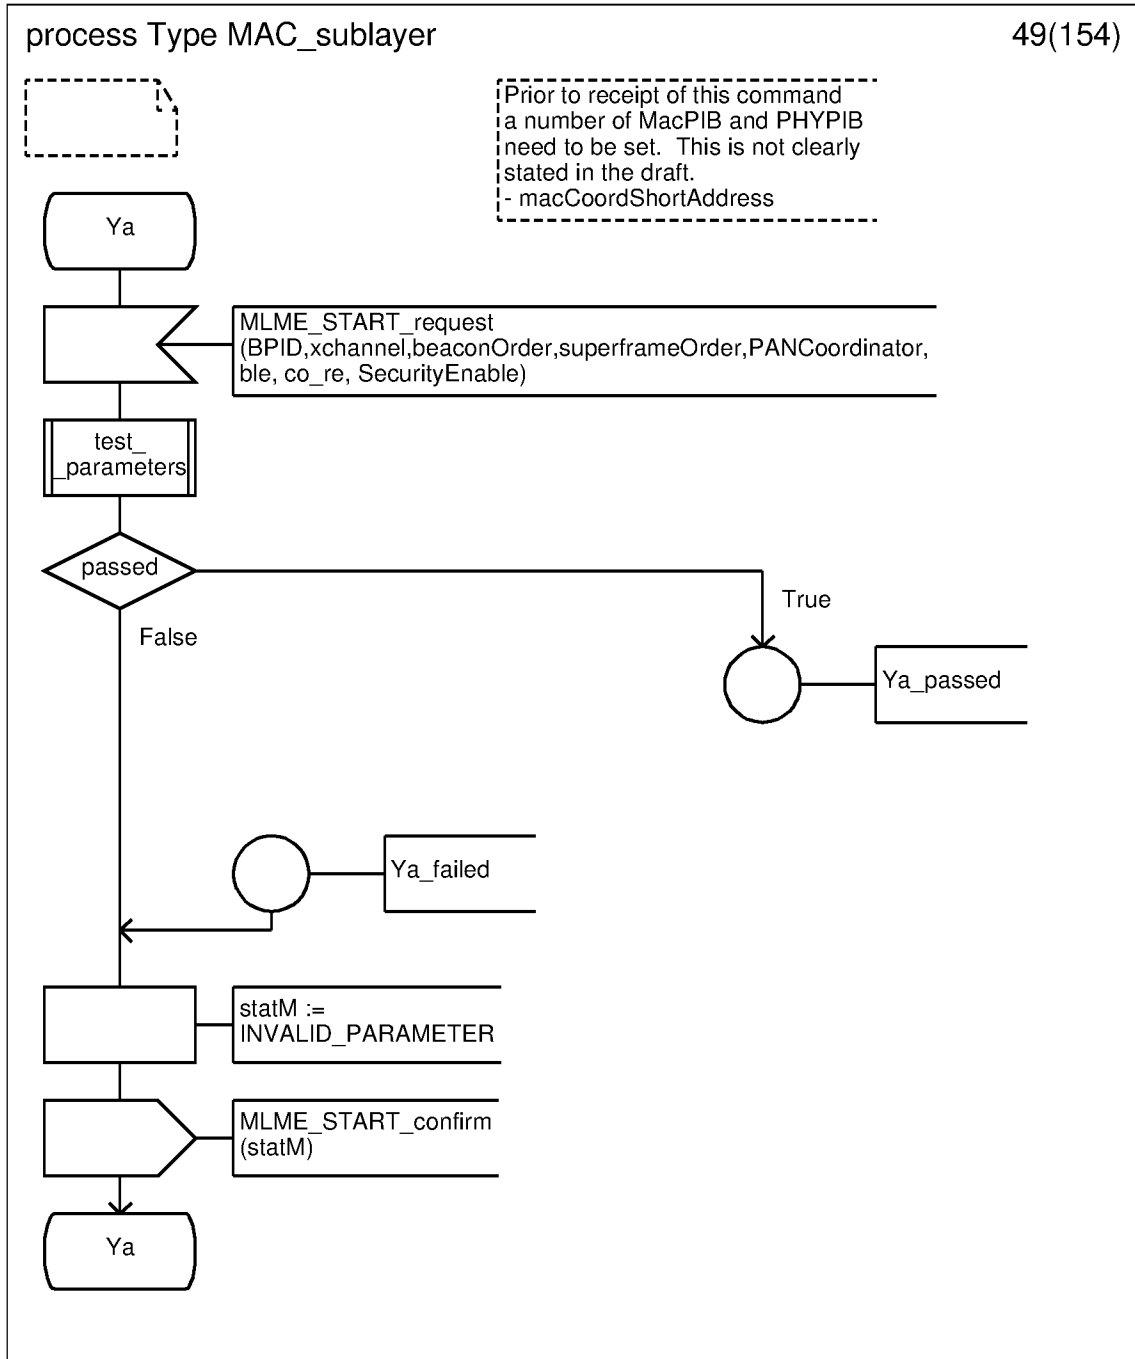 process Type MAC_sublayer
49(154)
Prior to receipt of this command
a number of MacPIB and PHYPIB
need to be set.  This is not clearly
stated in the draft.
- macCoordShortAddress
Ya
MLME_START_request
(BPID,xchannel,beaconOrder,superframeOrder,PANCoordinator,
ble, co_re, SecurityEnable)
test_
_parameters
passed
True
False
Ya_passed
Ya_failed
statM :=
INVALID_PARAMETER
MLME_START_confirm
(statM)
Ya